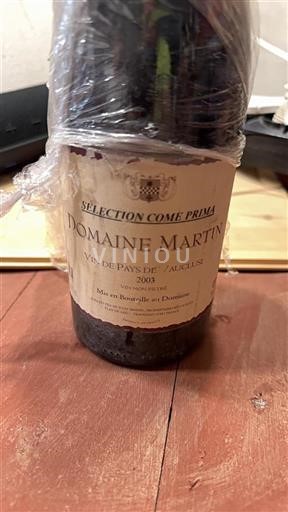 SÉLECTION COME PRIMA
DOMAINE MARTIN
VINIOU
VIN DE PAYS DE VAUCLUSE
2003
VIN NON FILTRÉ
Mis en Bouteille au Domaine